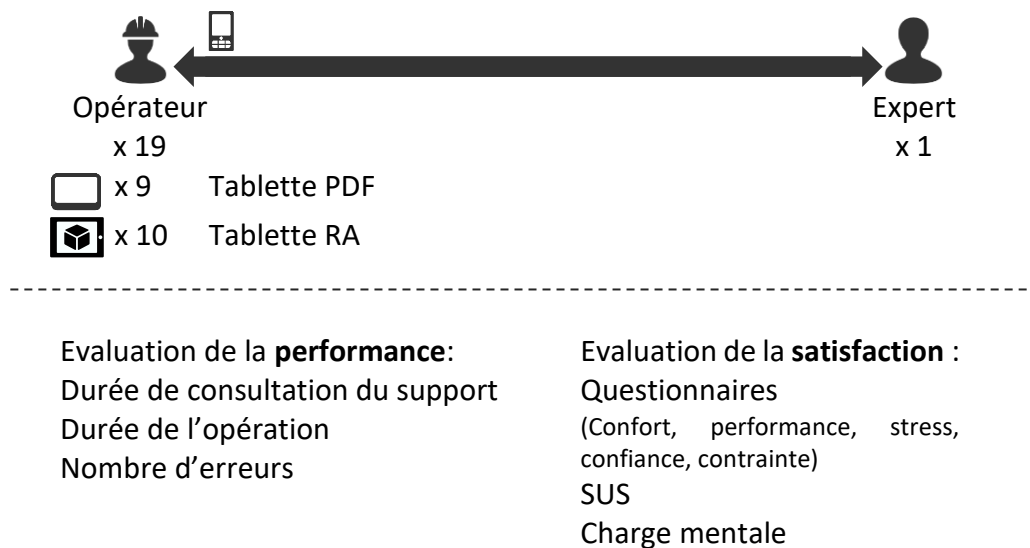 Opérateur
x 19
Expert
x 1
x 9 Tablette PDF
x 10 Tablette RA
Evaluation de la performance:
Durée de consultation du support
Durée de l’opération
Nombre d’erreurs
Evaluation de la satisfaction :
Questionnaires
(Confort, performance, stress,
confiance, contrainte)
SUS
Charge mentale